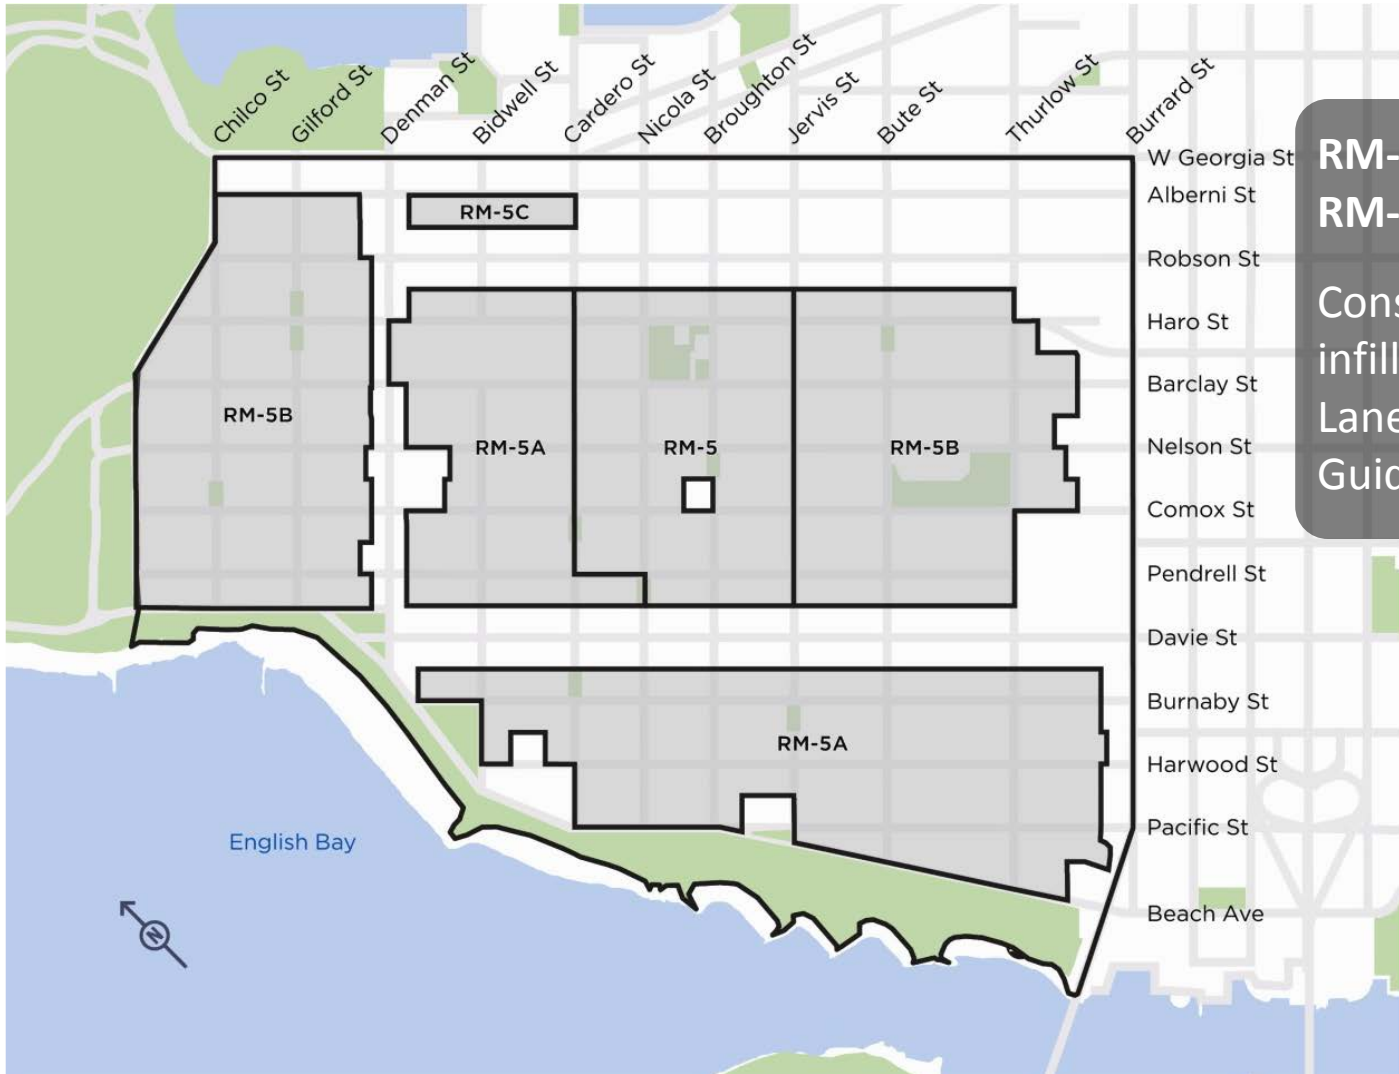 Chilco St
Gilford St
Denman St
Bidwell St
Cardero St
Nicola St
Broughton St
Jervis St
Bute St
Thurlow St
Burrard St
W Georgia St
Alberni St
Robson St
Haro St
Barclay St
Nelson St
Comox St
Pendrell St
Davie St
Burnaby St
Harwood St
Pacific St
Beach Ave
RM-5C
RM-5B
RM-5A
RM-5
RM-5B
RM-5A
English Bay
N
RM-
RM-
infill